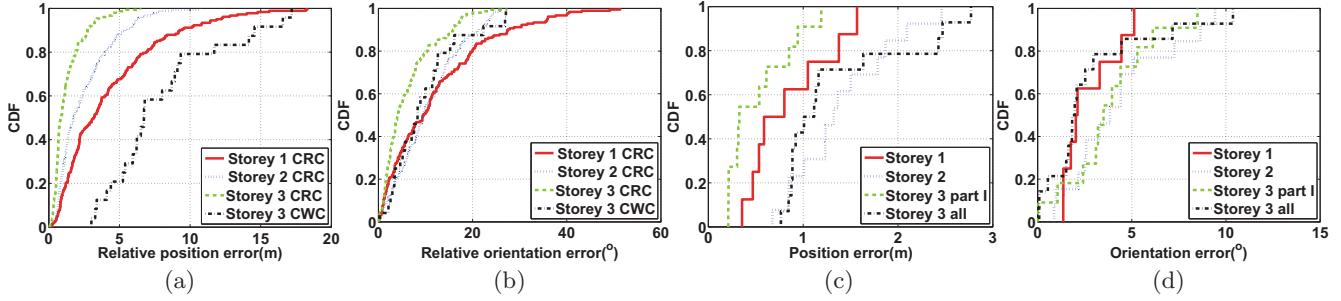 CDF
1
0.8
0.6
0.4
0.2
0
0 5 10 15 20
Storey 1 CRC
Storey 2 CRC
Storey 3 CRC
Storey 3 CWC
Relative position error(m)
(a)
CDF
1
0.8
0.6
0.4
0.2
0
0 20 40 60
Storey 1 CRC
Storey 2 CRC
Storey 3 CRC
Storey 3 CWC
Relative orientation error(°)
(b)
CDF
1
0.8
0.6
0.4
0.2
0
0 1 2 3
Storey 1
Storey 2
Storey 3 part I
Storey 3 all
Position error(m)
(c)
CDF
1
0.8
0.6
0.4
0.2
0
0 5 10 15
Storey 1
Storey 2
Storey 3 part I
Storey 3 all
Orientation error(°)
(d)